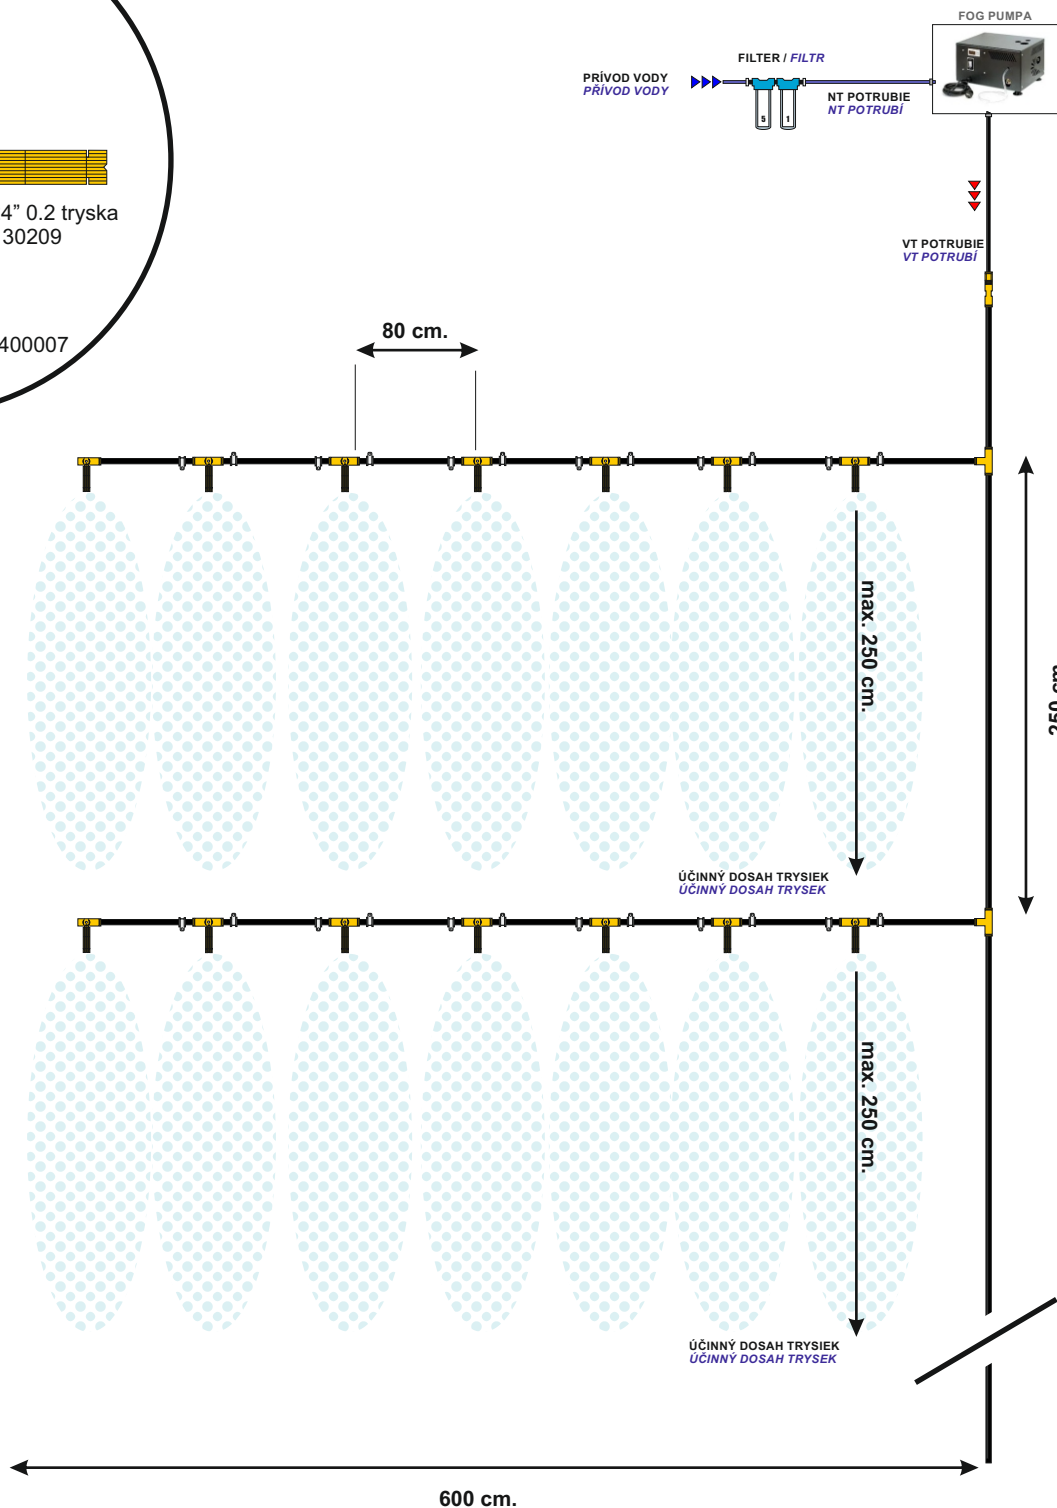 FOG PUMPA
FILTER / FILTR
PRÍVOD VODY
PŘÍVOD VODY
NT POTRUBIE
NT POTRUBÍ
5
1
4” 0.2 tryska
30209
400007
VT POTRUBIE
VT POTRUBÍ
80 cm.
max. 250 cm.
ÚČINNÝ DOSAH TRYSIEK
ÚČINNÝ DOSAH TRYSEK
max. 250 cm.
ÚČINNÝ DOSAH TRYSIEK
ÚČINNÝ DOSAH TRYSEK
600 cm.